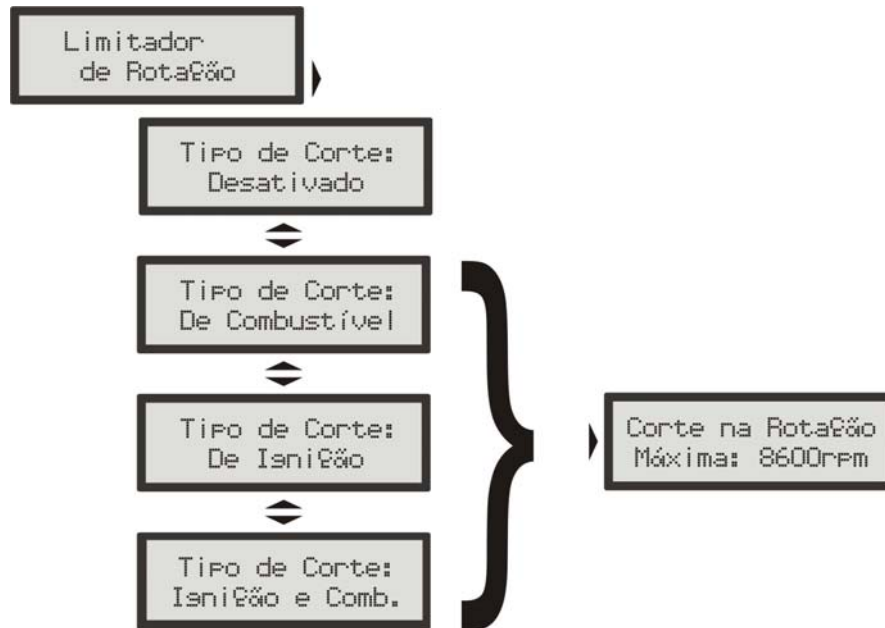 Limitador
de Rotação
Tipo de Corte:
Desativado
Tipo de Corte:
De Combustível
Tipo de Corte:
De Ignição
Tipo de Corte:
Ignição e Comb.
Corte na Rotação
Máxima: 8600rpm